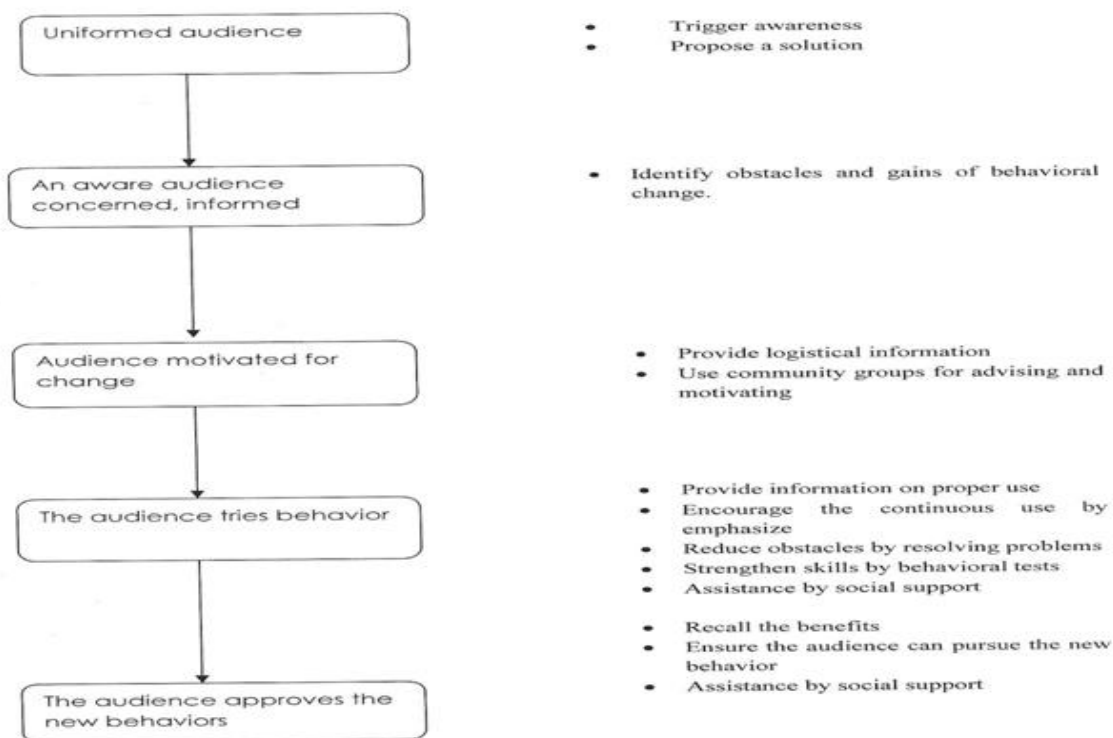 Uniformed audience
• Trigger awareness
• Propose a solution
An aware audience
concerned, informed
• Identify obstacles and gains of behavioral
change.
Audience motivated for
change
• Provide logistical information
• Use community groups for advising and
motivating
The audience tries behavior
• Provide information on proper use
• Encourage the continuous use by
emphasize
• Reduce obstacles by resolving problems
• Strengthen skills by behavioral tests
• Assistance by social support
• Recall the benefits
• Ensure the audience can pursue the new
behavior
• Assistance by social support
The audience approves the
new behaviors